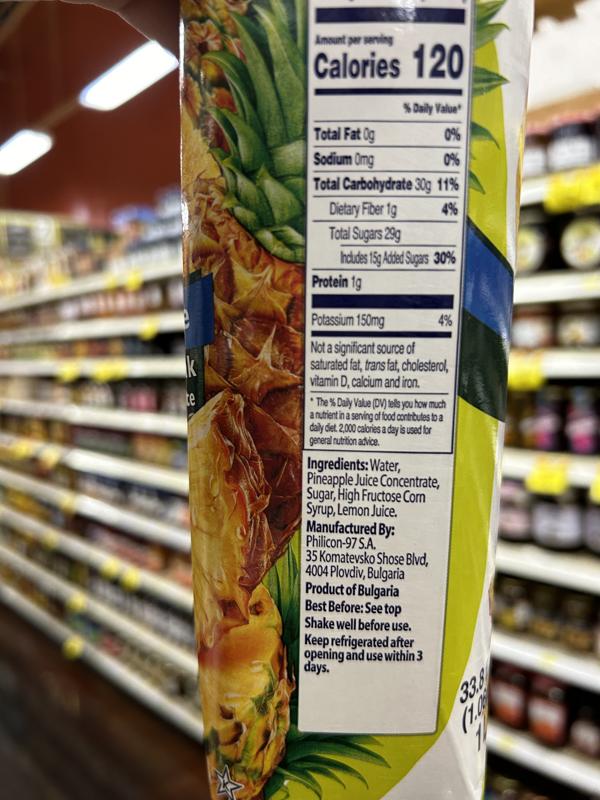 Amount per serving
Calories 120
% Daily Value*
Total Fat 0g 0%
Sodium 0mg 0%
Total Carbohydrate 30g 11%
Dietary Fiber 1g 4%
Total Sugars 29g
Includes 15g Added Sugars 30%
Protein 1g
Potassium 150mg 4%
Not a significant source of
saturated fat, trans fat, cholesterol,
vitamin D, calcium and iron.
* The % Daily Value (DV) tells you how much
a nutrient in a serving of food contributes to a
daily diet. 2,000 calories a day is used for
general nutrition advice.
Ingredients: Water,
Pineapple Juice Concentrate,
Sugar, High Fructose Corn
Syrup, Lemon Juice.
Manufactured By:
Philicon-97 S.A.
35 Komatevsko Shose Blvd,
4004 Plovdiv, Bulgaria
Product of Bulgaria
Best Before: See top
Shake well before use.
Keep refrigerated after
opening and use within 3
days.
33.8